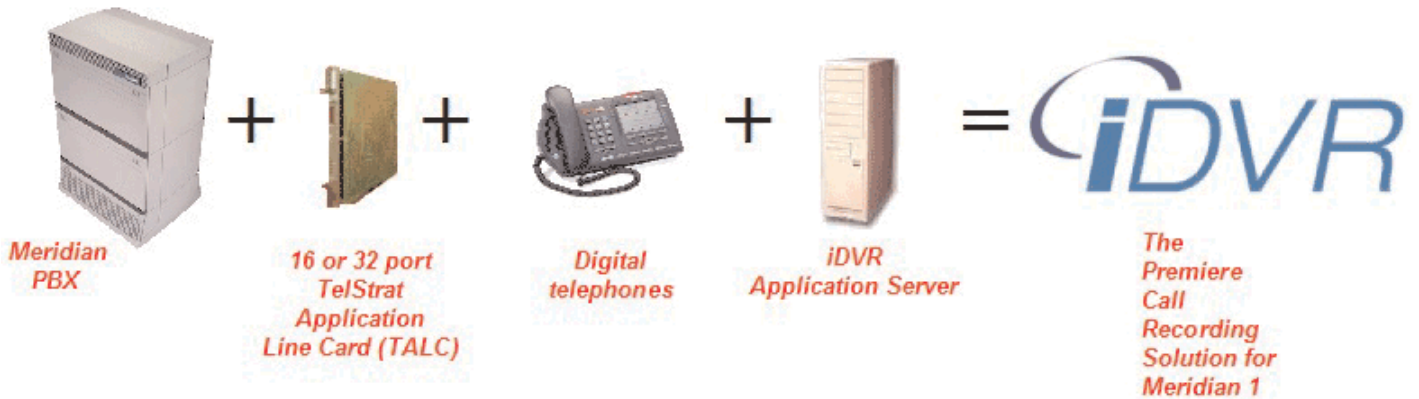 Meridian
PBX
+
16 or 32 port
TelStrat
Application
Line Card (TALC)
+
Digital
telephones
+
iDVR
Application Server
=
iDVR
The
Premiere
Call
Recording
Solution for
Meridian 1